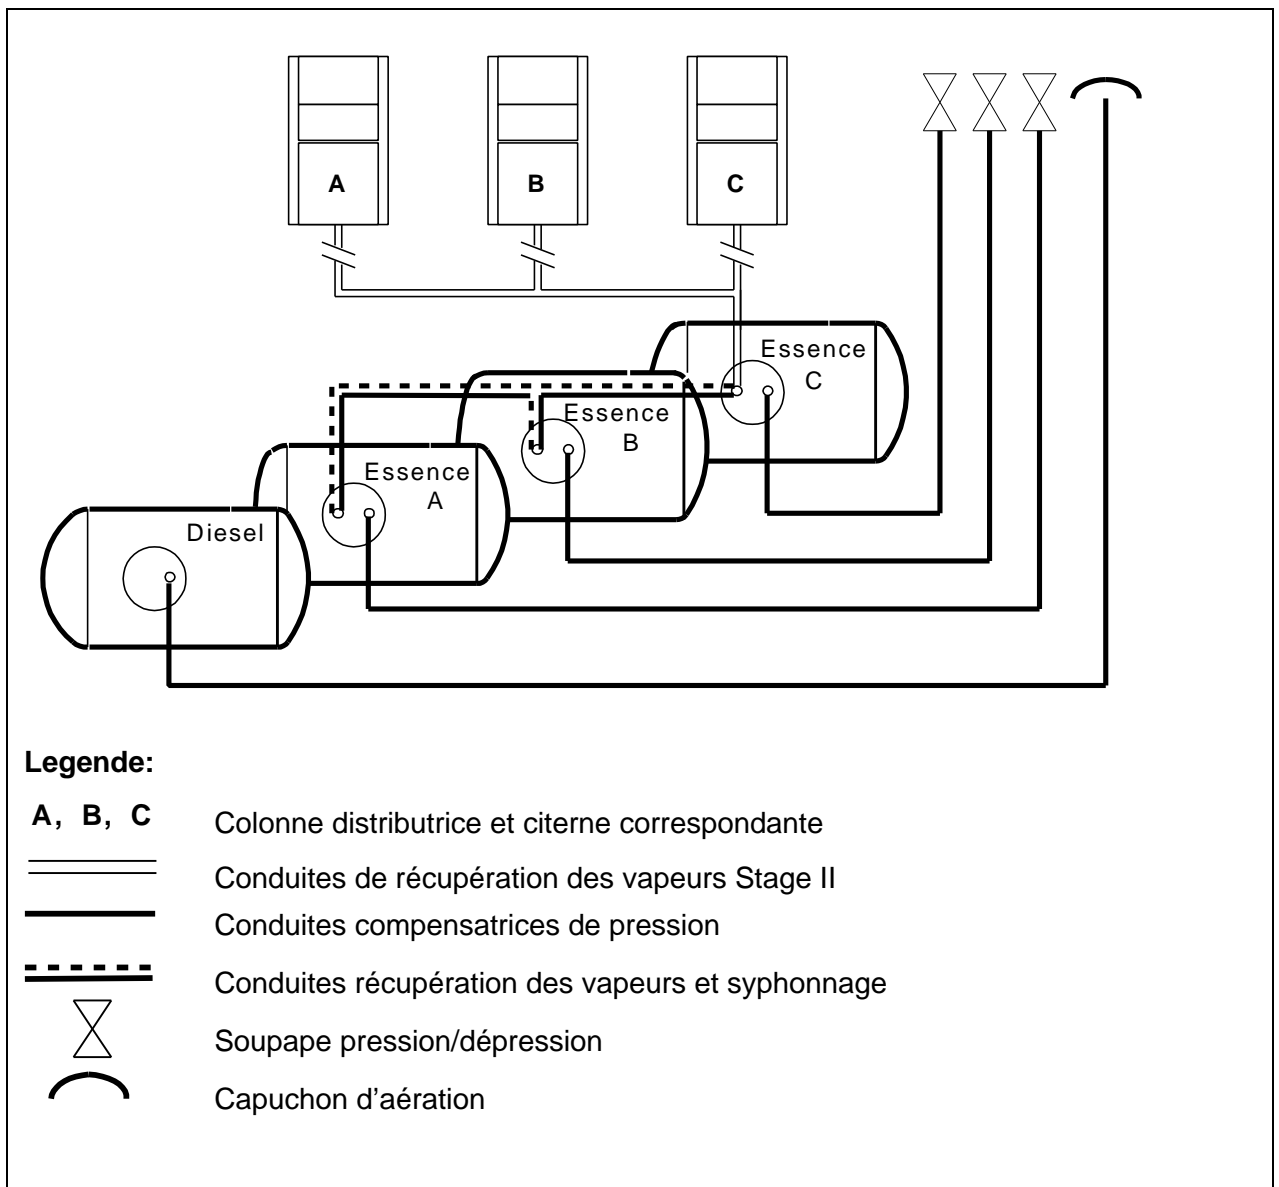 A B C
Essence
C
Essence
B
Essence
A
Diesel
Legende:
A, B, C Colonne distributrice et citerne correspondante
Conduites de récupération des vapeurs Stage II
Conduites compensatrices de pression
Conduites récupération des vapeurs et syphonnage
Soupape pression/dépression
Capuchon d'aération